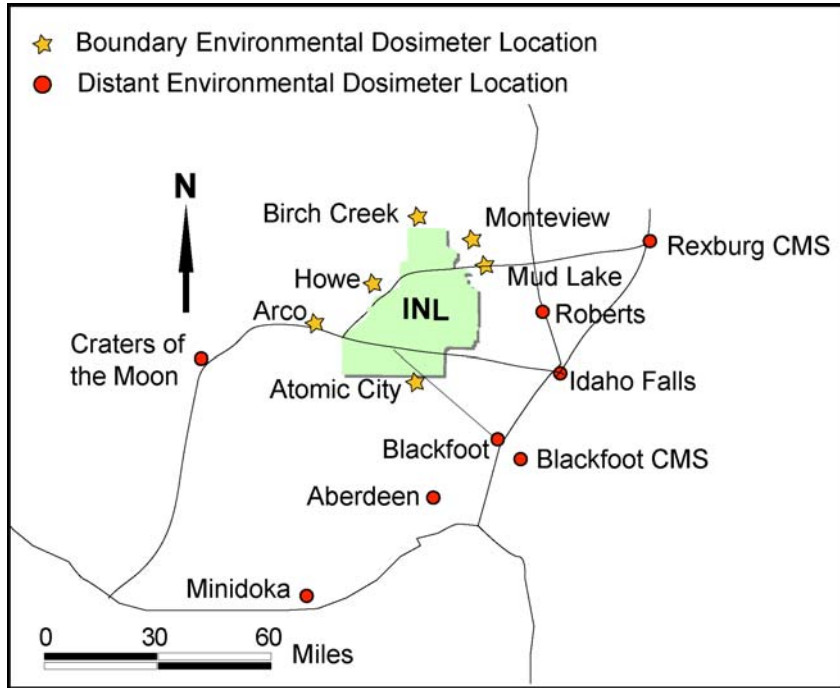 Boundary Environmental Dosimeter Location
Distant Environmental Dosimeter Location
N
Birch Creek
Monteview
Rexburg CMS
Howe
Mud Lake
INL
Arco
Roberts
Craters of
the Moon
Idaho Falls
Atomic City
Blackfoot
Blackfoot CMS
Aberdeen
Minidoka
0 30 60
Miles